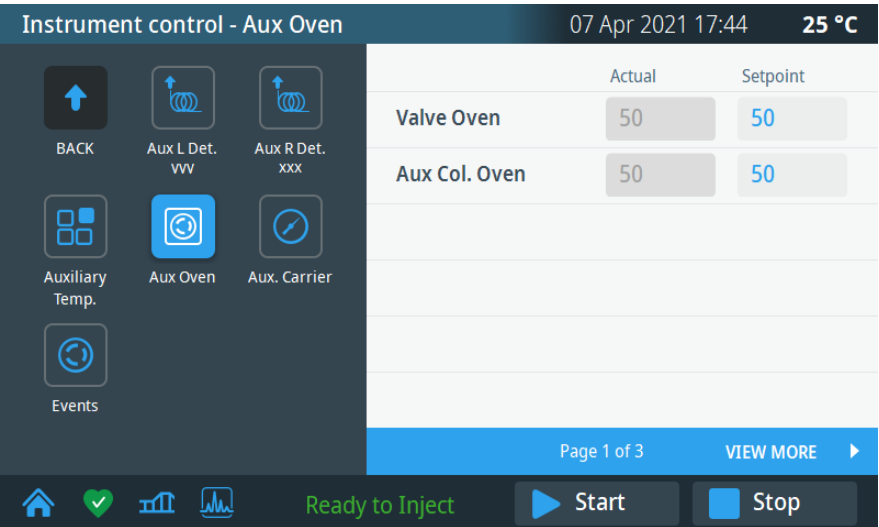 Instrument control - Aux Oven
07 Apr 2021 17:44
25 °C
BACK
Aux L Det.
vvv
Aux R Det.
xxx
Auxiliary
Temp.
Aux Oven
Aux. Carrier
Events
Actual
Setpoint
Valve Oven
50
50
Aux Col. Oven
50
50
Page 1 of 3
VIEW MORE
Ready to Inject
Start
Stop